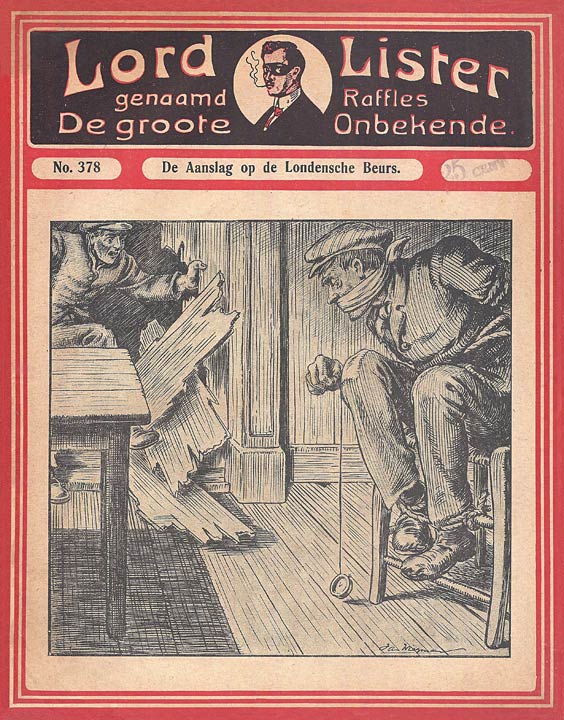 Lord Lister
genaamd Raffles
De groote Onbekende.
No. 378 De Aanslag op de Londensche Beurs. 25 CENT